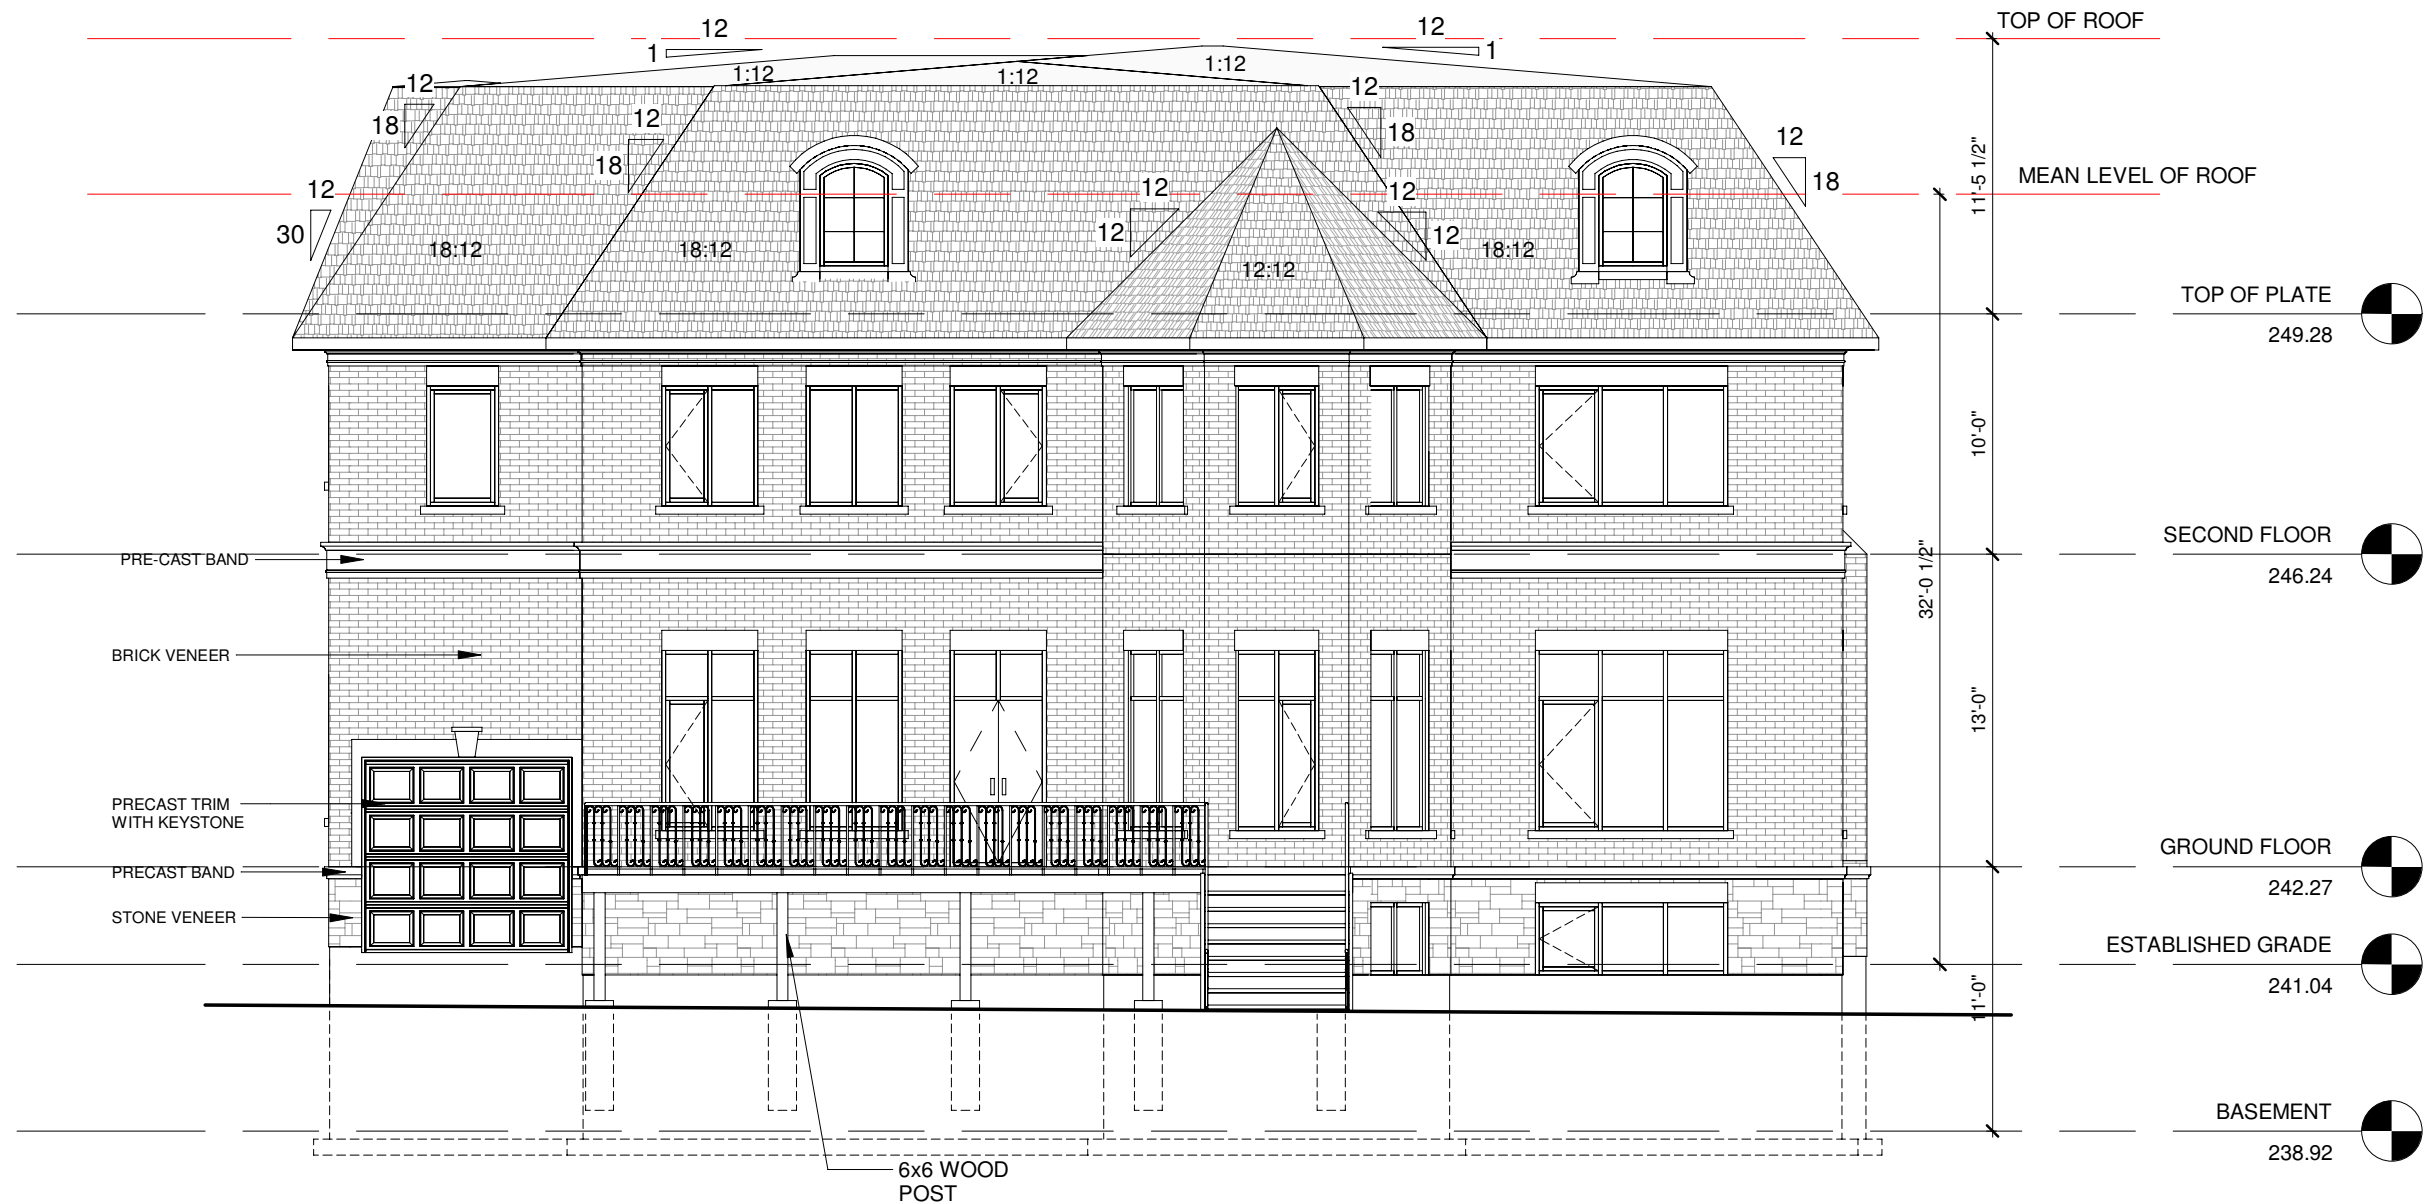 TOP OF ROOF
12
12
1
1
1:12
1:12
1:12
12
18
12
18
12
18
12
18
11'-5 1/2"
MEAN LEVEL OF ROOF
12
30
12
12
12
12
18:12
18:12
18:12
12:12
TOP OF PLATE
249.28
10'-0"
SECOND FLOOR
246.24
PRE-CAST BAND
32'-0 1/2"
BRICK VENEER
13'-0"
PRECAST TRIM
WITH KEYSTONE
GROUND FLOOR
242.27
PRECAST BAND
STONE VENEER
ESTABLISHED GRADE
241.04
11'-0"
BASEMENT
238.92
6x6 WOOD
POST